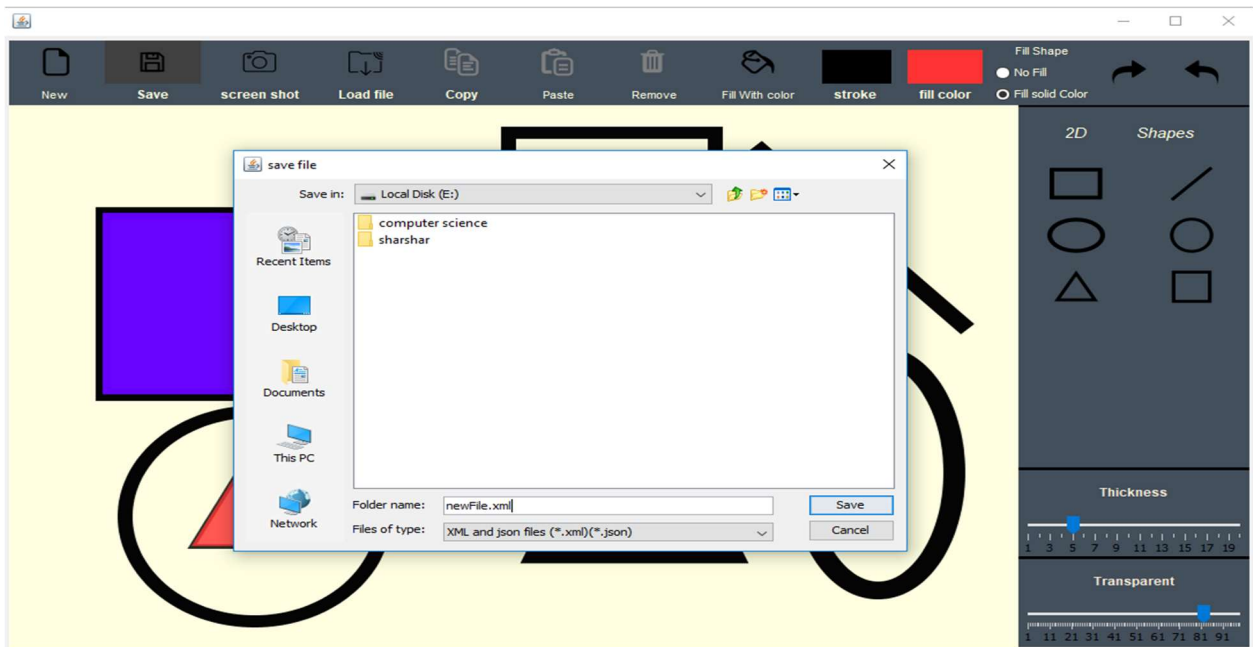 New Save screen shot Load file Copy Paste Remove Fill With color stroke fill color
Fill Shape
No Fill
Fill solid Color
2D Shapes
save file
Save in: Local Disk (E:)
computer science
sharshar
Recent Items
Desktop
Documents
This PC
Network
Folder name: newFile.xml Save
Files of type: XML and json files (*.xml)(*.json) Cancel
Thickness
1 3 5 7 9 11 13 15 17 19
Transparent
1 11 21 31 41 51 61 71 81 91